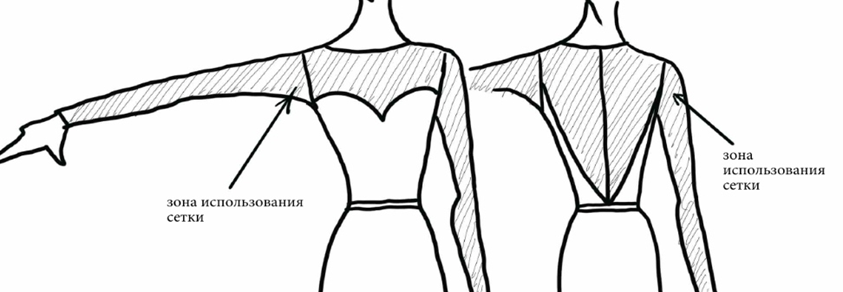 зона использования
сетки
зона
использования
сетки